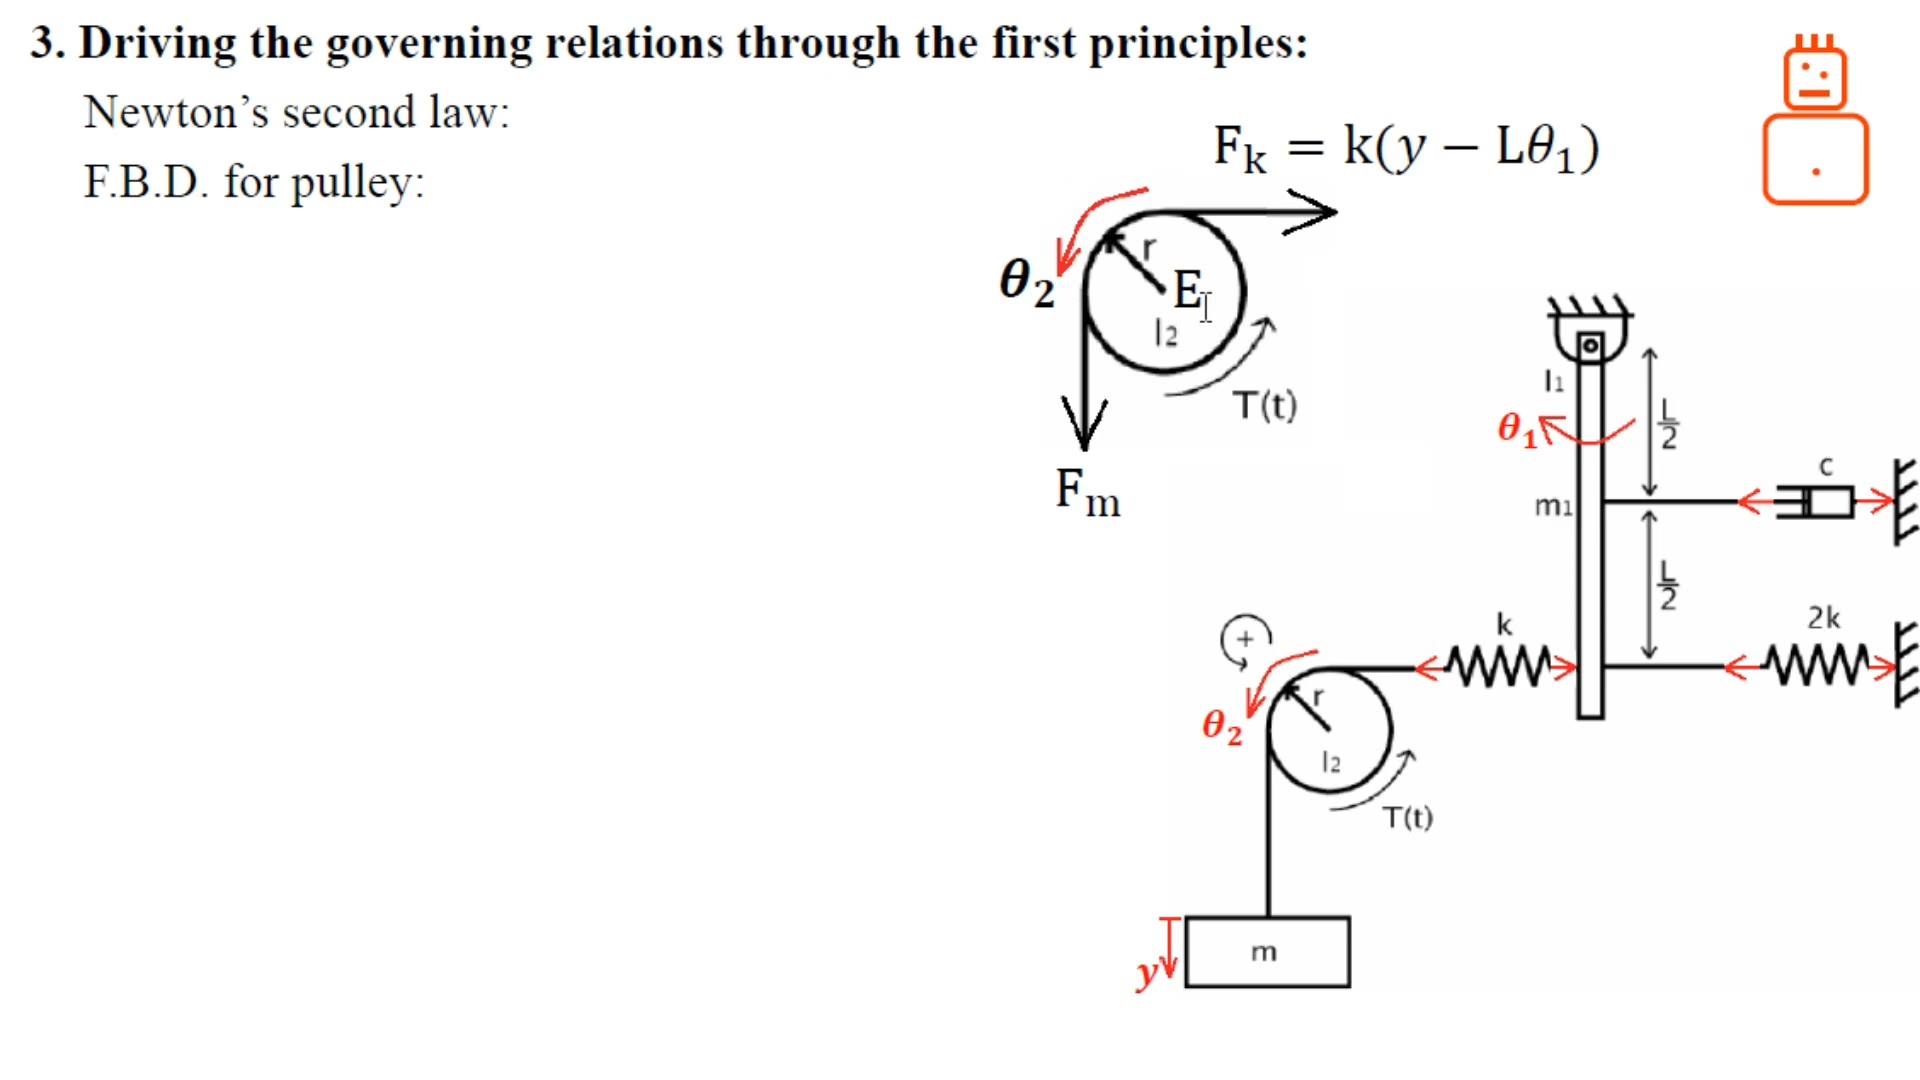 3. Driving the governing relations through the first principles:
Newton’s second law:
F.B.D. for pulley:
Fₖ = k(y − Lθ₁)
θ₂
r
E
I₂
T(t)
Fₘ
I₁
θ₁
L/2
m₁
c
L/2
k
2k
+
θ₂
r
I₂
T(t)
y
m